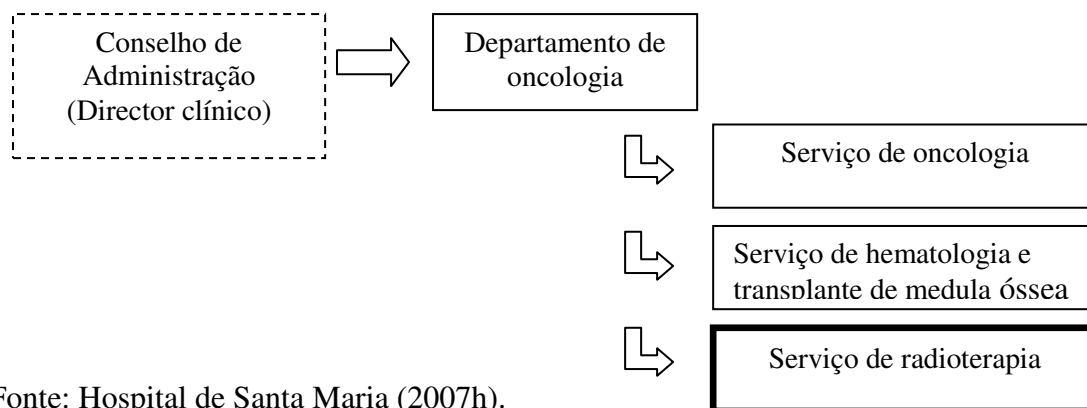 Conselho de
Administração
(Director clínico)
Departamento de
oncologia
Serviço de oncologia
Serviço de hematologia e
transplante de medula óssea
Serviço de radioterapia
Fonte: Hospital de Santa Maria (2007h).